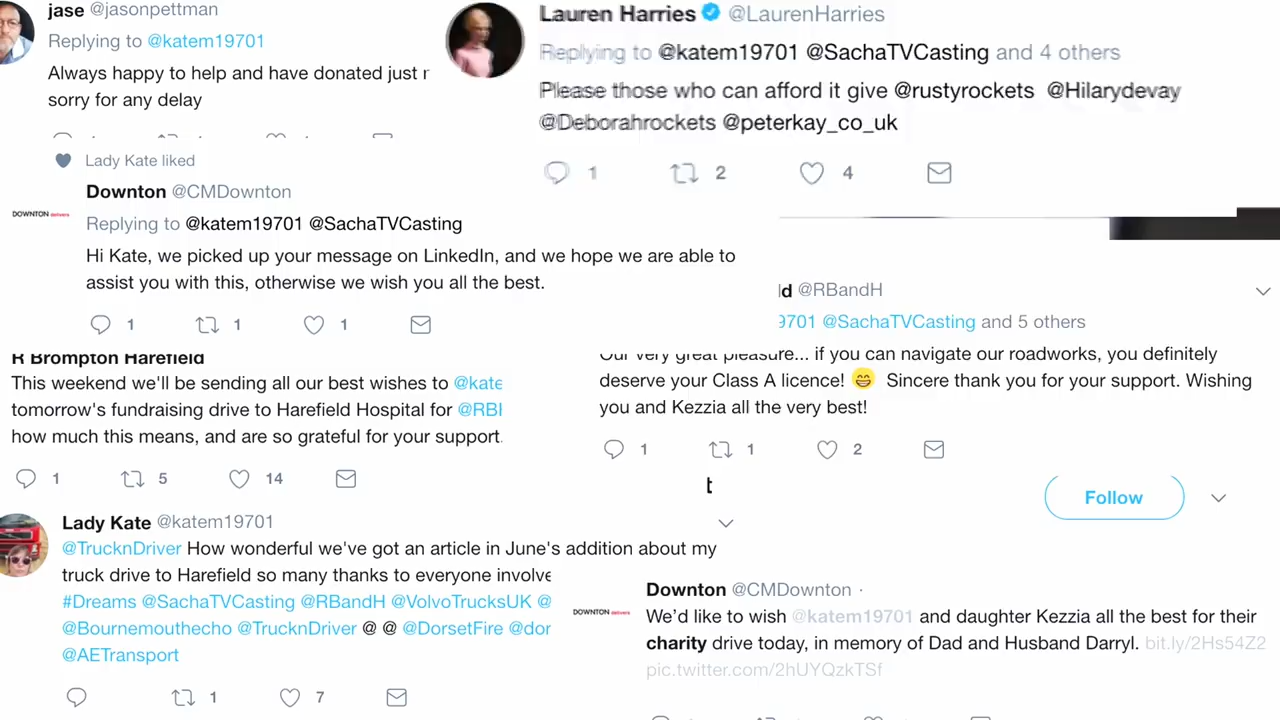 jase @jasonpettman
Replying to @katem19701
Always happy to help and have donated just
sorry for any delay
Lauren Harries @LaurenHarries
Replying to @katem19701 @SachaTVCasting and 4 others
Please those who can afford it give @rustyrockets @Hilarydevay
@Deborahrockets @peterkay_co_uk
1 2 4
Lady Kate liked
Downton @CMDownton
DOWNTON delivers
Replying to @katem19701 @SachaTVCasting
Hi Kate, we picked up your message on LinkedIn, and we hope we are able to
assist you with this, otherwise we wish you all the best.
1 1 1
ld @RBandH
9701 @SachaTVCasting and 5 others
Our very great pleasure... if you can navigate our roadworks, you definitely
deserve your Class A licence! 😁 Sincere thank you for your support. Wishing
you and Kezzia all the very best!
1 1 2
R Brompton Harefield
This weekend we'll be sending all our best wishes to @kate
tomorrow's fundraising drive to Harefield Hospital for @RB
how much this means, and are so grateful for your support.
1 5 14
t
Follow
Lady Kate @katem19701
@TrucknDriver How wonderful we've got an article in June's addition about my
truck drive to Harefield so many thanks to everyone involve
#Dreams @SachaTVCasting @RBandH @VolvoTrucksUK @
@Bournemouthecho @TrucknDriver @ @ @DorsetFire @dor
@AETransport
1 7
Downton @CMDownton ·
DOWNTON delivers
We'd like to wish @katem19701 and daughter Kezzia all the best for their
charity drive today, in memory of Dad and Husband Darryl. bit.ly/2Hs54Z2
pic.twitter.com/2hUYQzkTSf